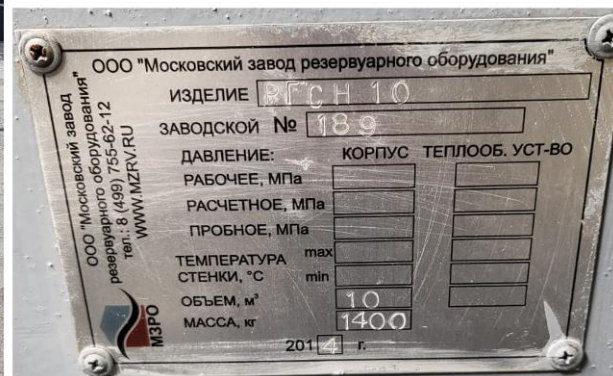 ООО "Московский завод резервуарного оборудования"
ООО "Московский завод
резервуарного оборудования"
тел.: 8 (499) 755-62-12
WWW.MZRV.RU
МЗРО
ИЗДЕЛИЕ РГСН 10
ЗАВОДСКОЙ № 189
ДАВЛЕНИЕ: КОРПУС ТЕПЛООБ. УСТ-ВО
РАБОЧЕЕ, МПа
РАСЧЕТНОЕ, МПа
ПРОБНОЕ, МПа
ТЕМПЕРАТУРА max
СТЕНКИ, °С min
ОБЪЕМ, м³ 10
МАССА, кг 1400
2014 г.